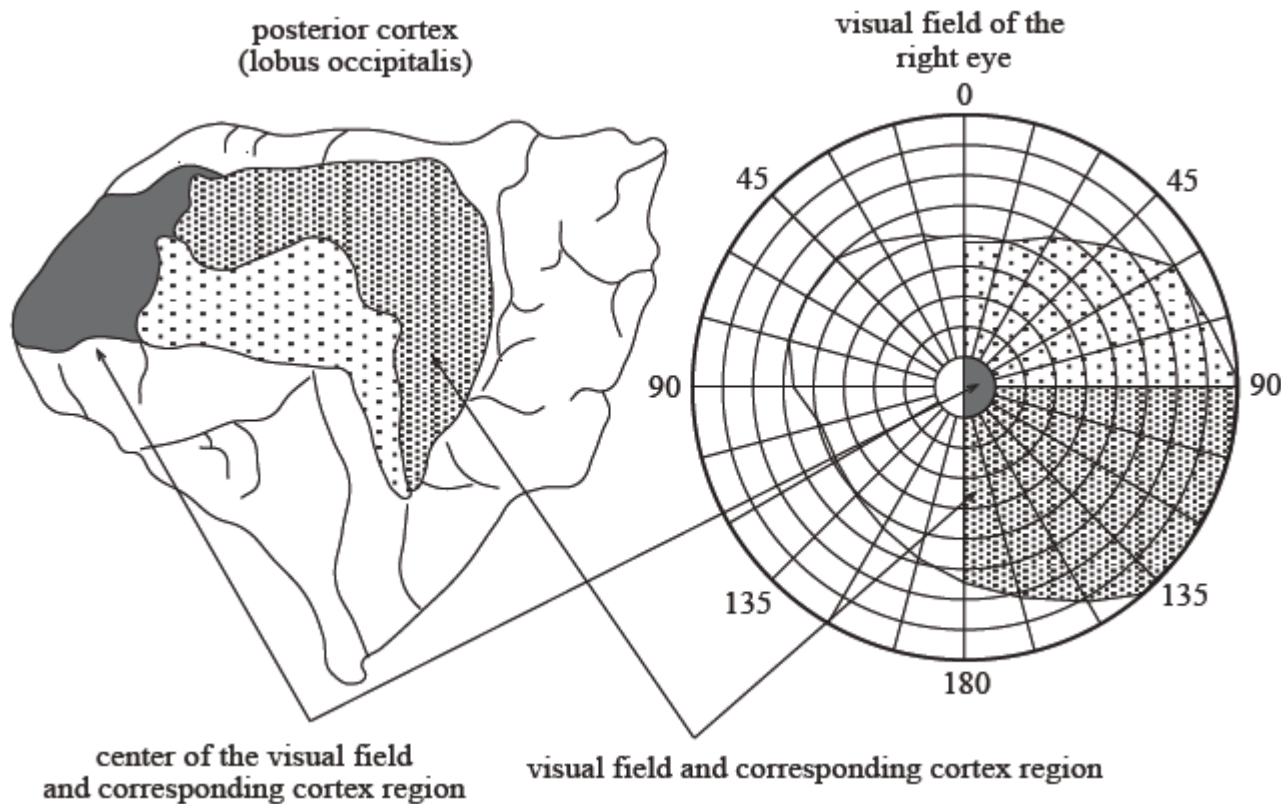 posterior cortex
(lobus occipitalis)
visual field of the
right eye
0
45
45
90
90
135
135
180
center of the visual field
and corresponding cortex region
visual field and corresponding cortex region